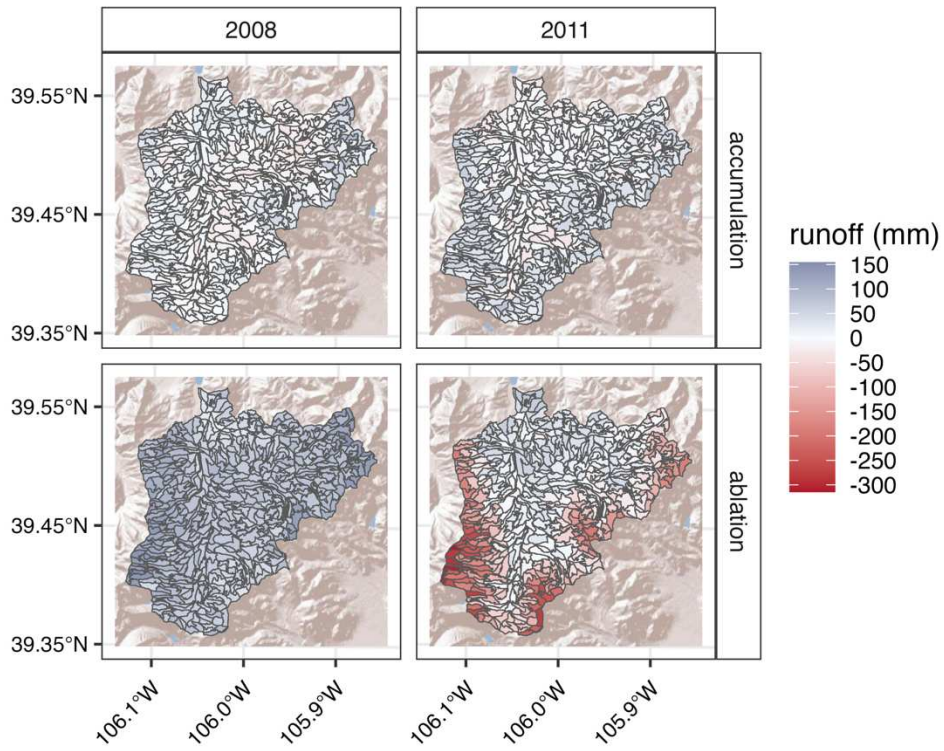 2008
2011
39.55°N
39.45°N
39.35°N
accumulation
39.55°N
39.45°N
39.35°N
ablation
106.1°W
106.0°W
105.9°W
106.1°W
106.0°W
105.9°W
runoff (mm)
150
100
0
-50
-100
-150
-200
-250
-300